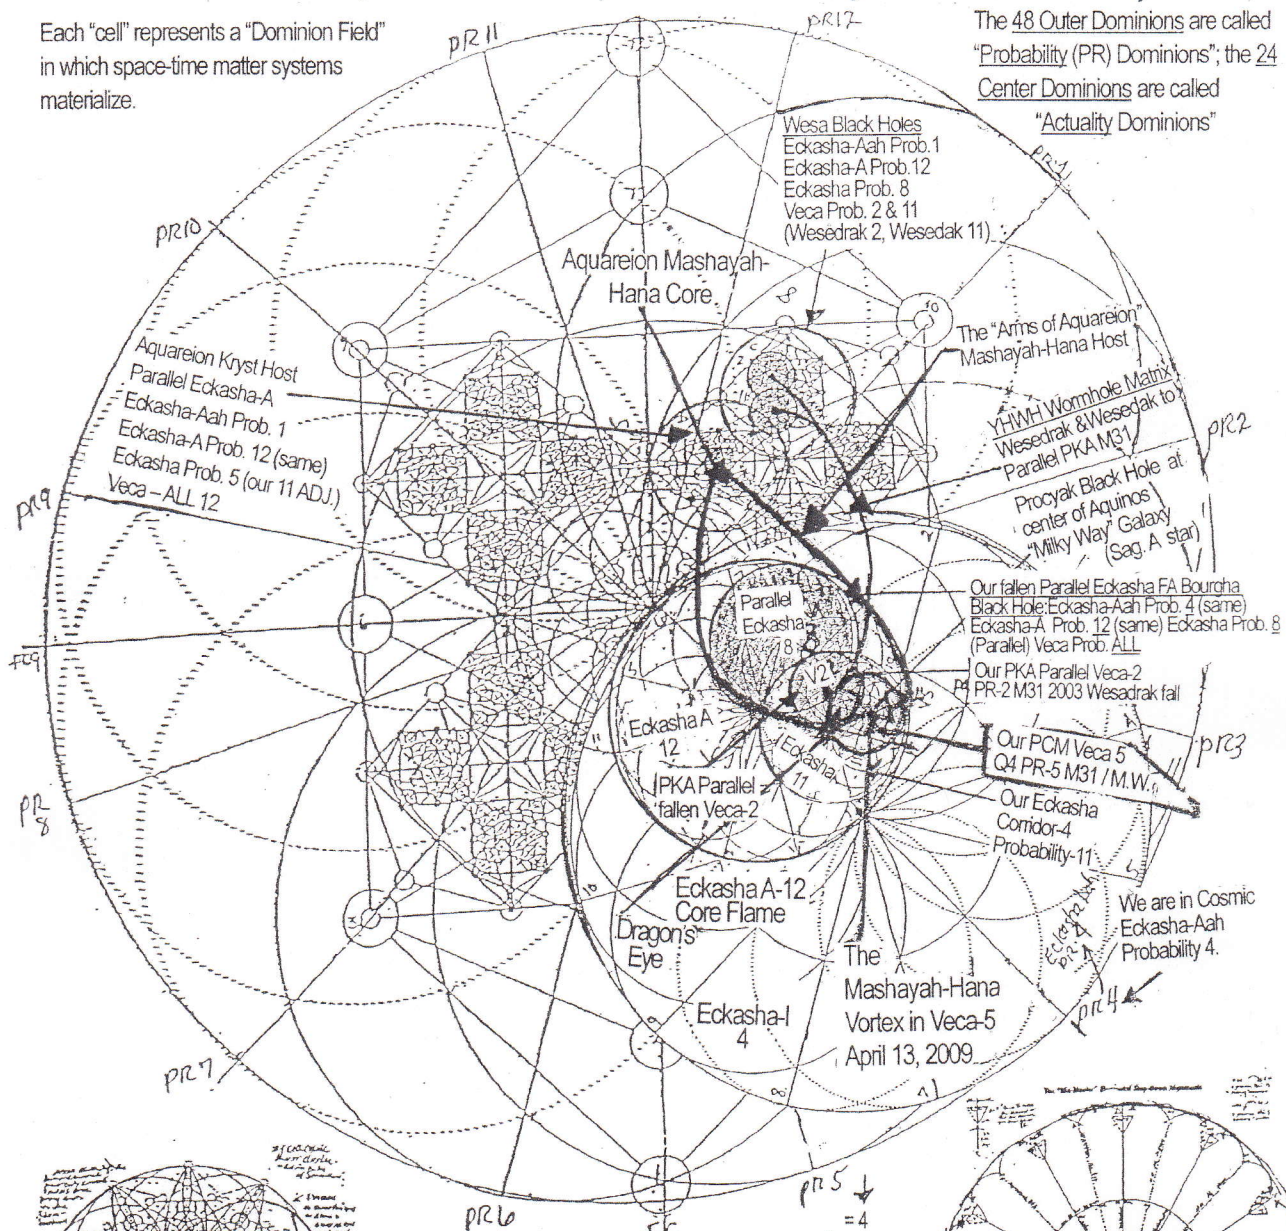 Each "cell" represents a "Dominion Field"
in which space-time matter systems
materialize.
The 48 Outer Dominions are called
"Probability (PR) Dominions"; the 24
Center Dominions are called
"Actuality Dominions"
PR11
PR12
PR1
PR10
Wesa Black Holes
Eckasha-Aah Prob.1
Eckasha-A Prob.12
Eckasha Prob. 8
Veca Prob. 2 & 11
(Wesedrak 2, Wesedak 11)
Aquareion Mashayah-
Hana Core
The "Arms of Aquareion"
Mashayah-Hana Host
Aquareion Kryst Host
Parallel Eckasha-A
Eckasha-Aah Prob. 1
Eckasha-A Prob. 12 (same)
Eckasha Prob. 5 (our 11 ADJ.)
Veca – ALL 12
YHWH Wormhole Matrix
Wesedrak & Wesedak to
Parallel PKA M31
PR2
Procyak Black Hole at
center of Aquinos
"Milky Way" Galaxy
(Sag. A star)
PR9
Our fallen Parallel Eckasha FA Bourgha
Black Hole: Eckasha-Aah Prob. 4 (same)
Eckasha-A Prob. 12 (same) Eckasha Prob. 8
(Parallel) Veca Prob. ALL
Parallel
Eckasha
8
V2
6
Our PKA Parallel Veca-2
PR-2 M31 2003 Wesadrak fall
Eckasha A
12
Eckasha
11
Our PCM Veca 5
Q4 PR-5 M31 / M.W.
PR3
PKA Parallel
fallen Veca-2
Our Eckasha
Corridor-4
Probability-11
PR
8
Eckasha A-12
Core Flame
Dragon's
Eye
We are in Cosmic
Eckasha-Aah
Probability 4.
The
Mashayah-Hana
Vortex in Veca-5
April 13, 2009
Eckasha-I
4
PR4
PR7
PR5
=4
PR6